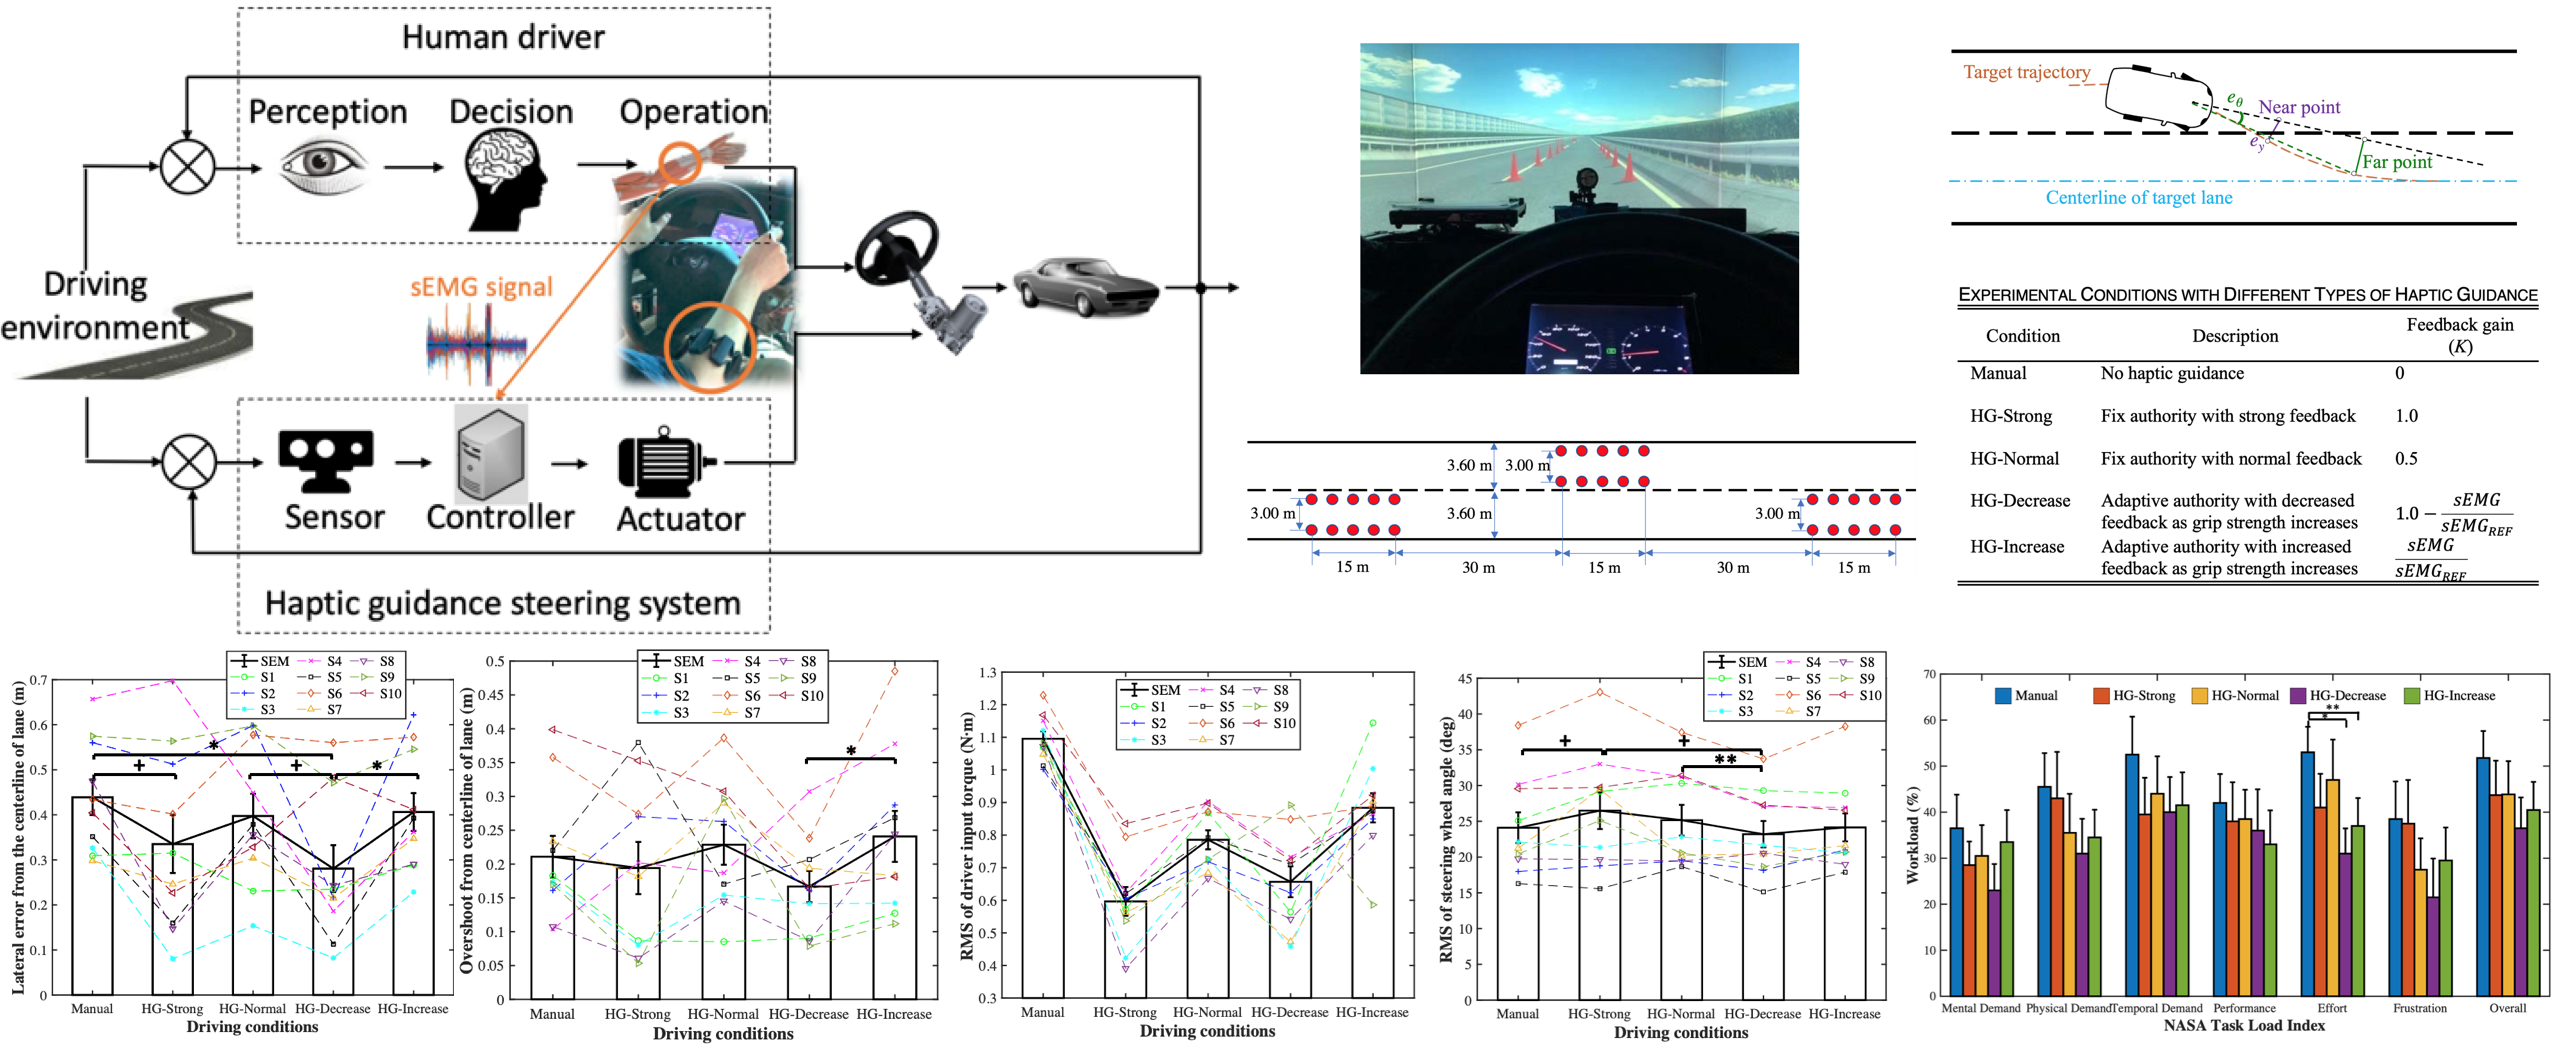 Human driver
Perception
Decision
Operation
Driving
environment
sEMG signal
Sensor
Controller
Actuator
Haptic guidance steering system
Target trajectory
eθ
Near point
ey
Far point
Centerline of target lane
3.60 m
3.00 m
3.00 m
3.60 m
3.00 m
15 m
30 m
15 m
30 m
15 m
EXPERIMENTAL CONDITIONS WITH DIFFERENT TYPES OF HAPTIC GUIDANCE
Condition
Description
Feedback gain
(K)
Manual
No haptic guidance
0
HG-Strong
Fix authority with strong feedback
1.0
HG-Normal
Fix authority with normal feedback
0.5
HG-Decrease
Adaptive authority with decreased
feedback as grip strength increases
1.0 − sEMG
sEMGREF
HG-Increase
Adaptive authority with increased
feedback as grip strength increases
sEMG
sEMGREF
Lateral error from the centerline of lane (m)
0.7
0.6
0.5
0.4
0.3
0.2
0.1
0
SEM S4 S8
S1 S5 S9
S2 S6 S10
S3 S7
*
+ + *
Manual HG-Strong HG-Normal HG-Decrease HG-Increase
Driving conditions
Overshoot from centerline of lane (m)
0.5
0.45
0.4
0.35
0.3
0.25
0.2
0.15
0.1
0.05
0
SEM S4 S8
S1 S5 S9
S2 S6 S10
S3 S7
*
Manual HG-Strong HG-Normal HG-Decrease HG-Increase
Driving conditions
RMS of driver input torque (N·m)
1.3
1.2
1.1
1
0.9
0.8
0.7
0.6
0.5
0.4
0.3
SEM S4 S8
S1 S5 S9
S2 S6 S10
S3 S7
Manual HG-Strong HG-Normal HG-Decrease HG-Increase
Driving conditions
RMS of steering wheel angle (deg)
45
40
35
30
25
20
15
10
5
0
SEM S4 S8
S1 S5 S9
S2 S6 S10
S3 S7
+ +
**
Manual HG-Strong HG-Normal HG-Decrease HG-Increase
Driving conditions
Workload (%)
70
60
50
40
30
20
10
0
Manual HG-Strong HG-Normal HG-Decrease HG-Increase
**
*
Mental Demand Physical Demand Temporal Demand Performance Effort Frustration Overall
NASA Task Load Index